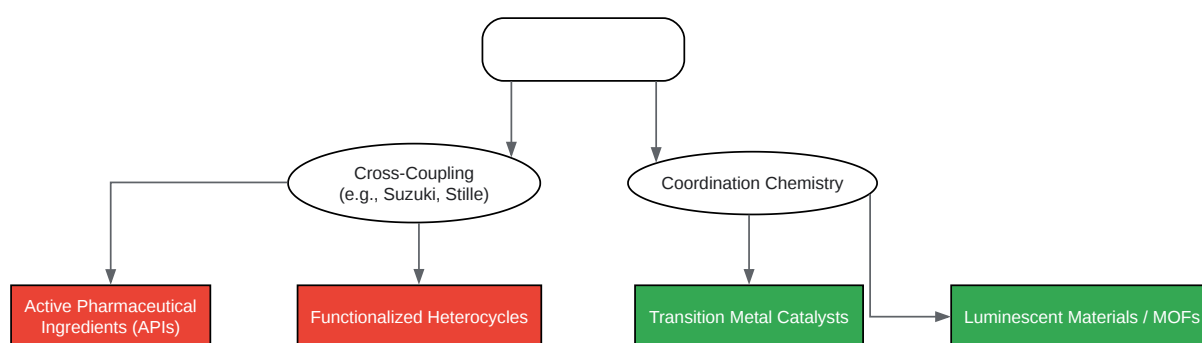 Cross-Coupling
(e.g., Suzuki, Stille)
Coordination Chemistry
Active Pharmaceutical
Ingredients (APIs)
Functionalized Heterocycles
Transition Metal Catalysts
Luminescent Materials / MOFs